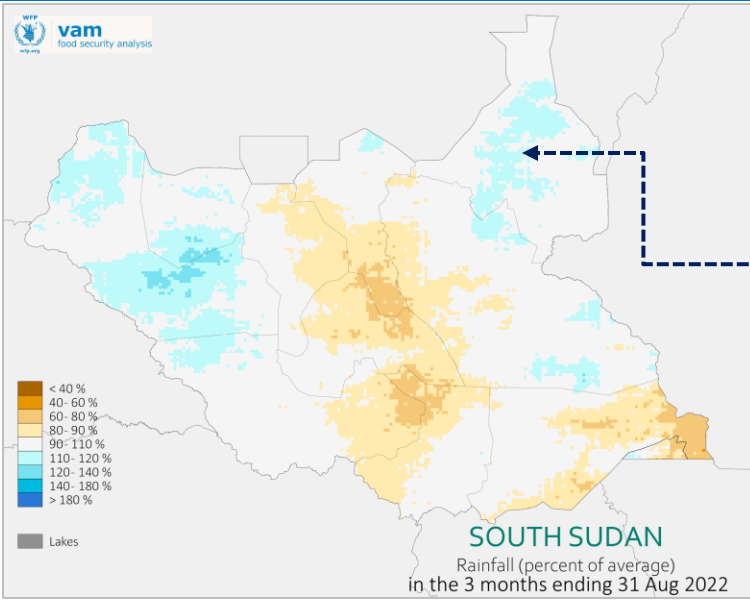 WFP
wfp.org
vam
food security analysis
< 40 %
40- 60 %
60- 80 %
80- 90 %
90- 110 %
110- 120 %
120- 140 %
140- 180 %
> 180 %
Lakes
SOUTH SUDAN
Rainfall (percent of average)
in the 3 months ending 31 Aug 2022